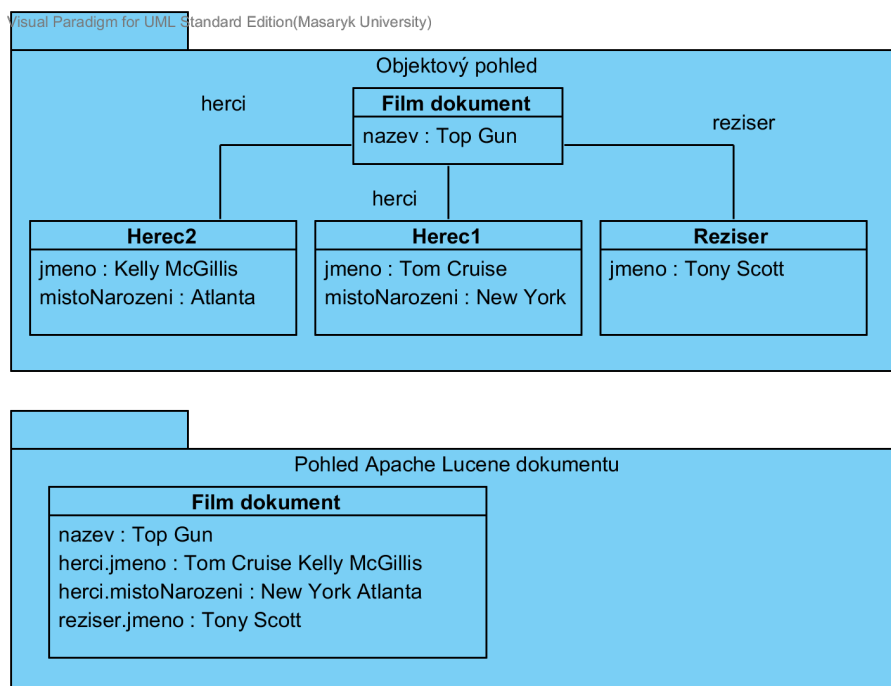 Visual Paradigm for UML Standard Edition(Masaryk University)
Objektový pohled
herci
Film dokument
nazev : Top Gun
reziser
herci
Herec2
jmeno : Kelly McGillis
mistoNarozeni : Atlanta
Herec1
jmeno : Tom Cruise
mistoNarozeni : New York
Reziser
jmeno : Tony Scott
Pohled Apache Lucene dokumentu
Film dokument
nazev : Top Gun
herci.jmeno : Tom Cruise Kelly McGillis
herci.mistoNarozeni : New York Atlanta
reziser.jmeno : Tony Scott